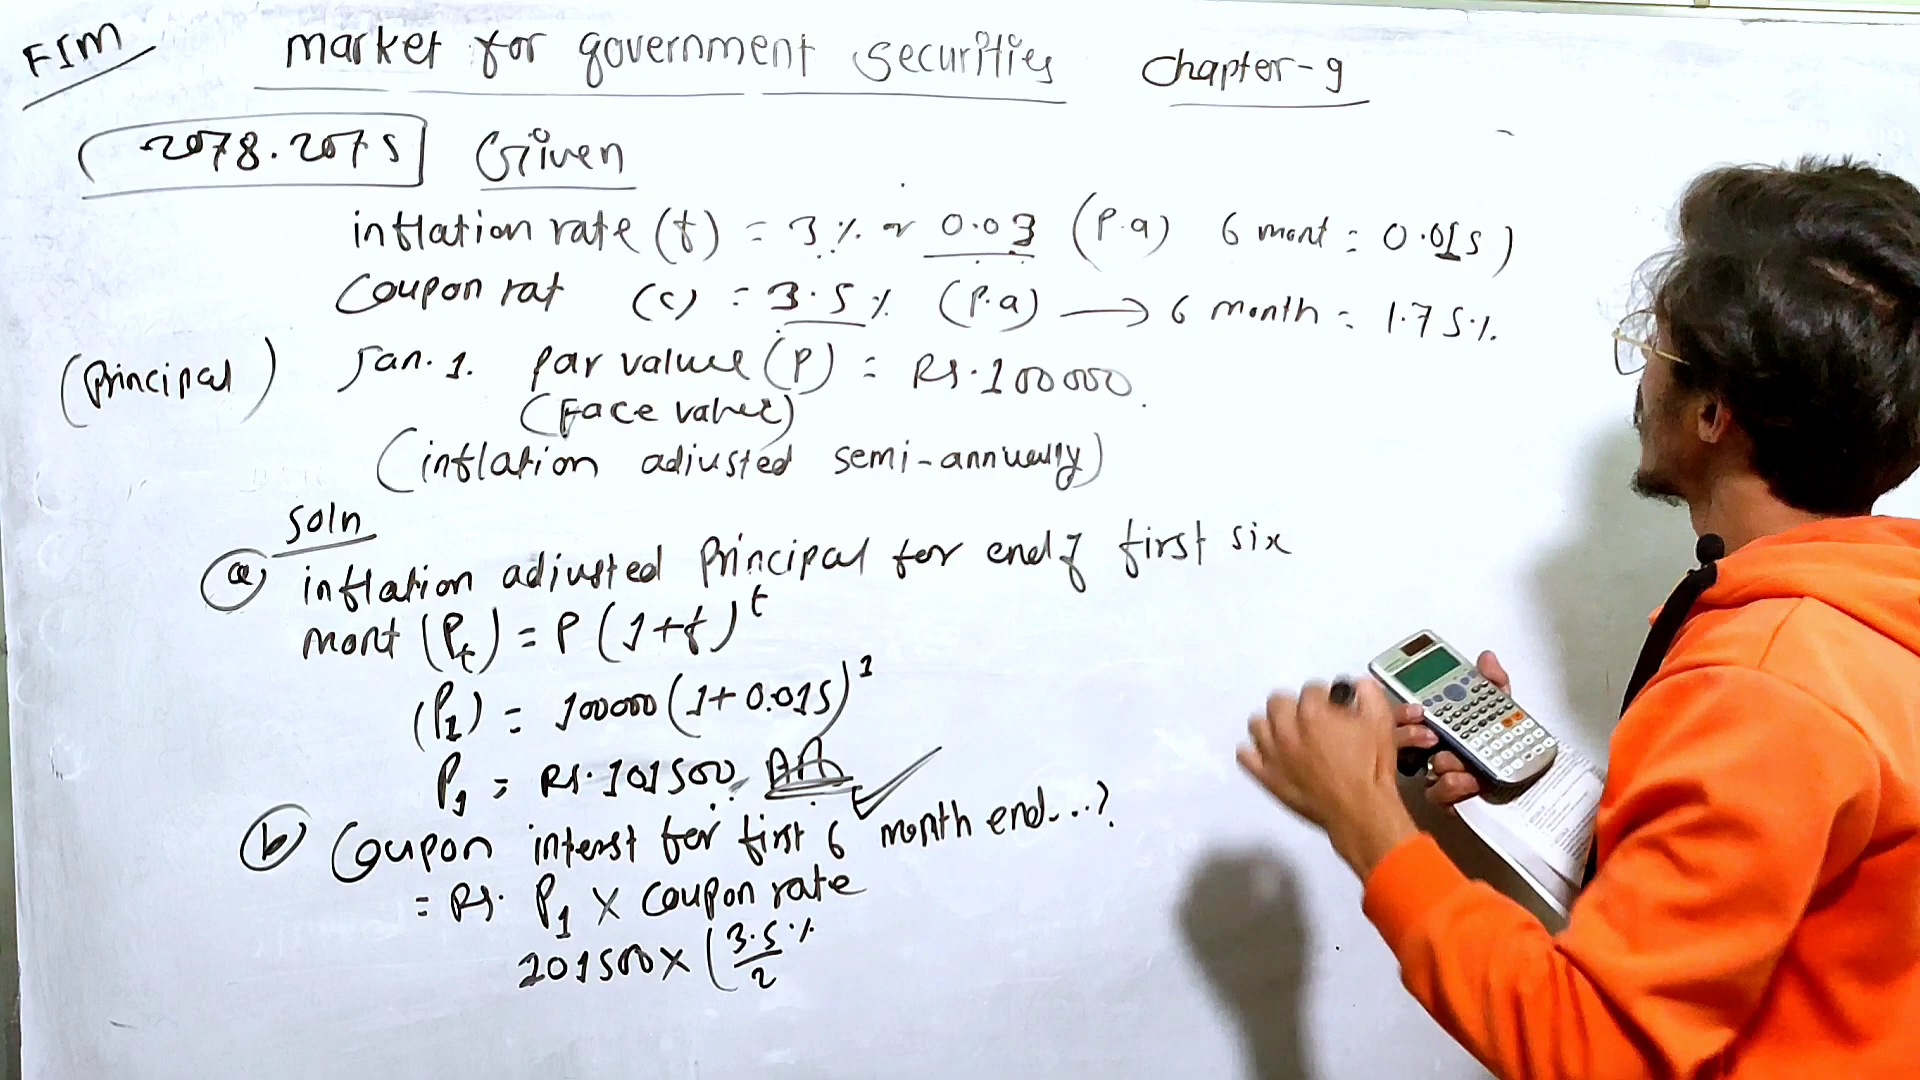 FIM
market for government securities chapter-9
2078.2075 Given
inflation rate (f) = 3% or 0.03 (P.a) 6 mont = 0.015)
Coupon rat (c) = 3.5% (P.a) → 6 month = 1.75%
(Principal) Jan. 1. Par value (P) = Rs.100000.
(Face value)
(inflation adjusted semi-annually)
Soln
(a) inflation adjusted Principal for end of first six
mont (Pt) = P(1+f)^t
(P1) = 100000(1+0.015)^1
P1 = Rs.101500
(b) Coupon interst for first 6 month end...?
= Rs. P1 × Coupon rate
101500 × (3.5%/2